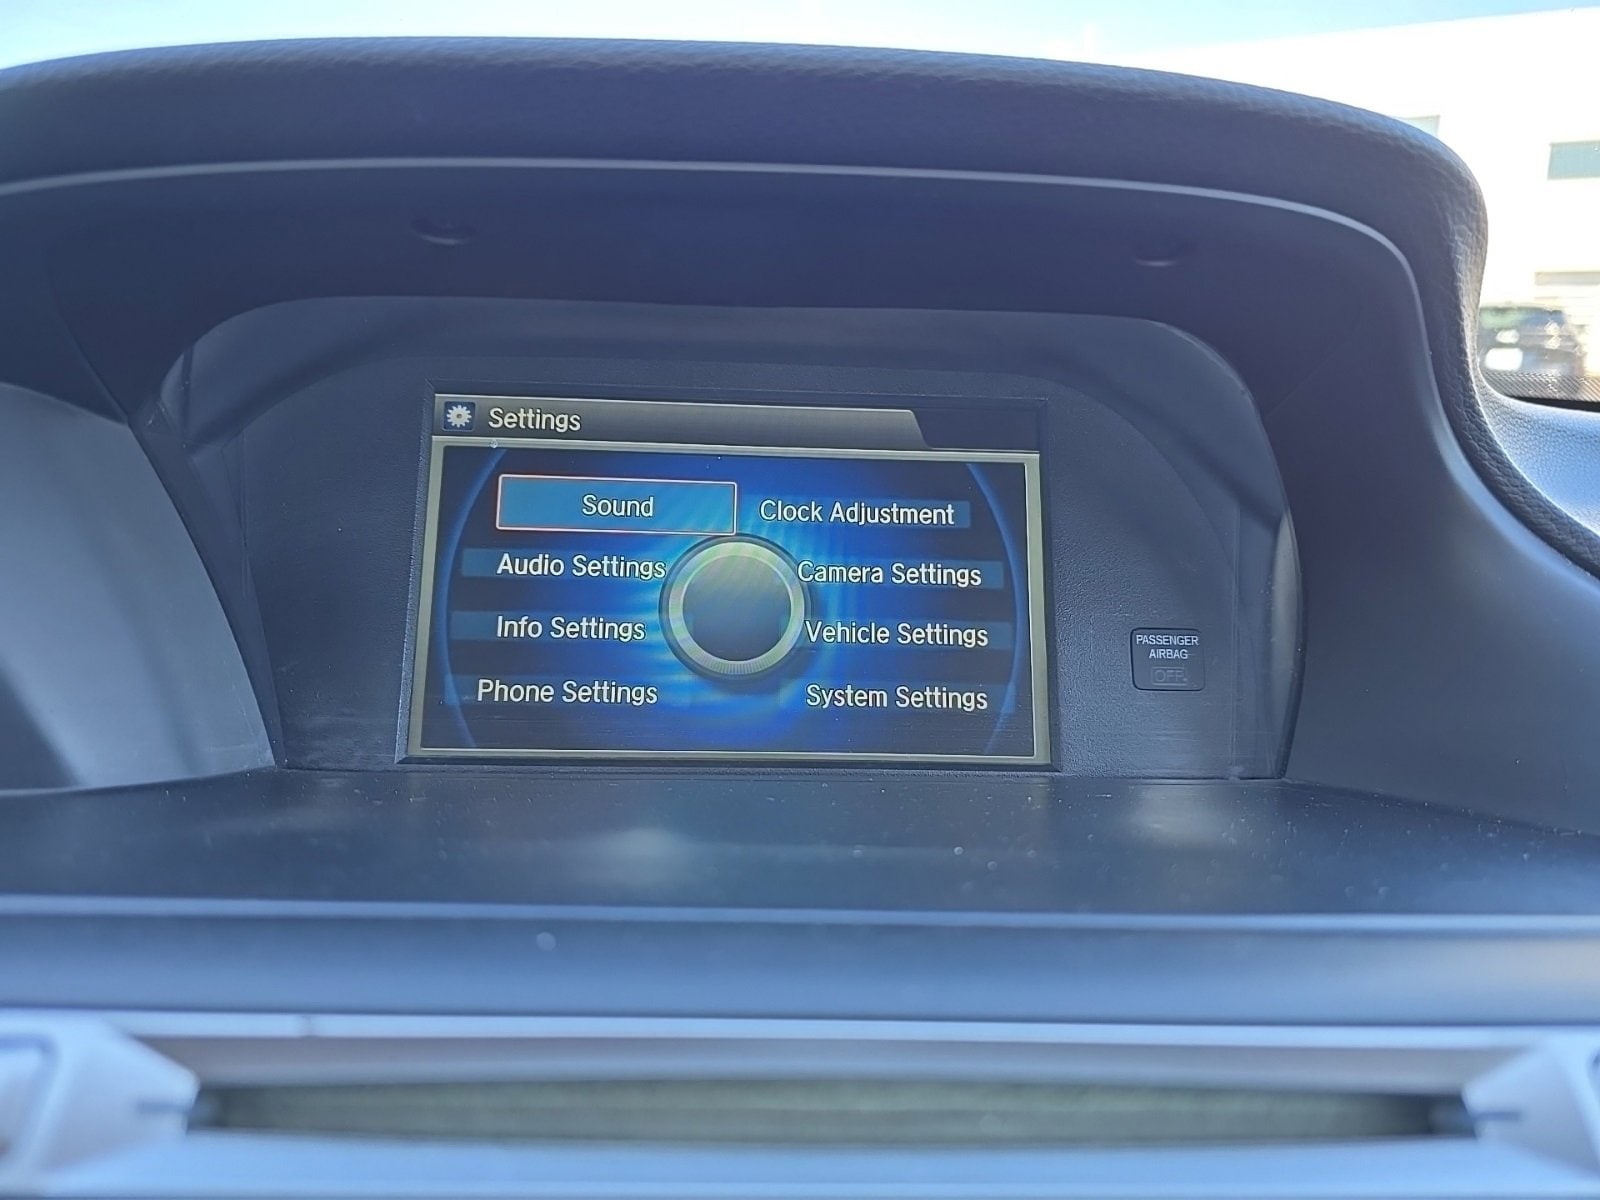 Settings
Sound
Clock Adjustment
Audio Settings
Camera Settings
Info Settings
Vehicle Settings
Phone Settings
System Settings
PASSENGER
AIRBAG
OFF